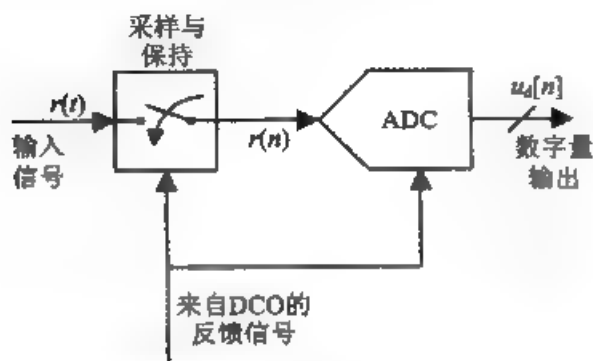 采样与
保持
r(t)
输入
信号
r(n)
ADC
u_d[n]
数字量
输出
来自DCO的
反馈信号